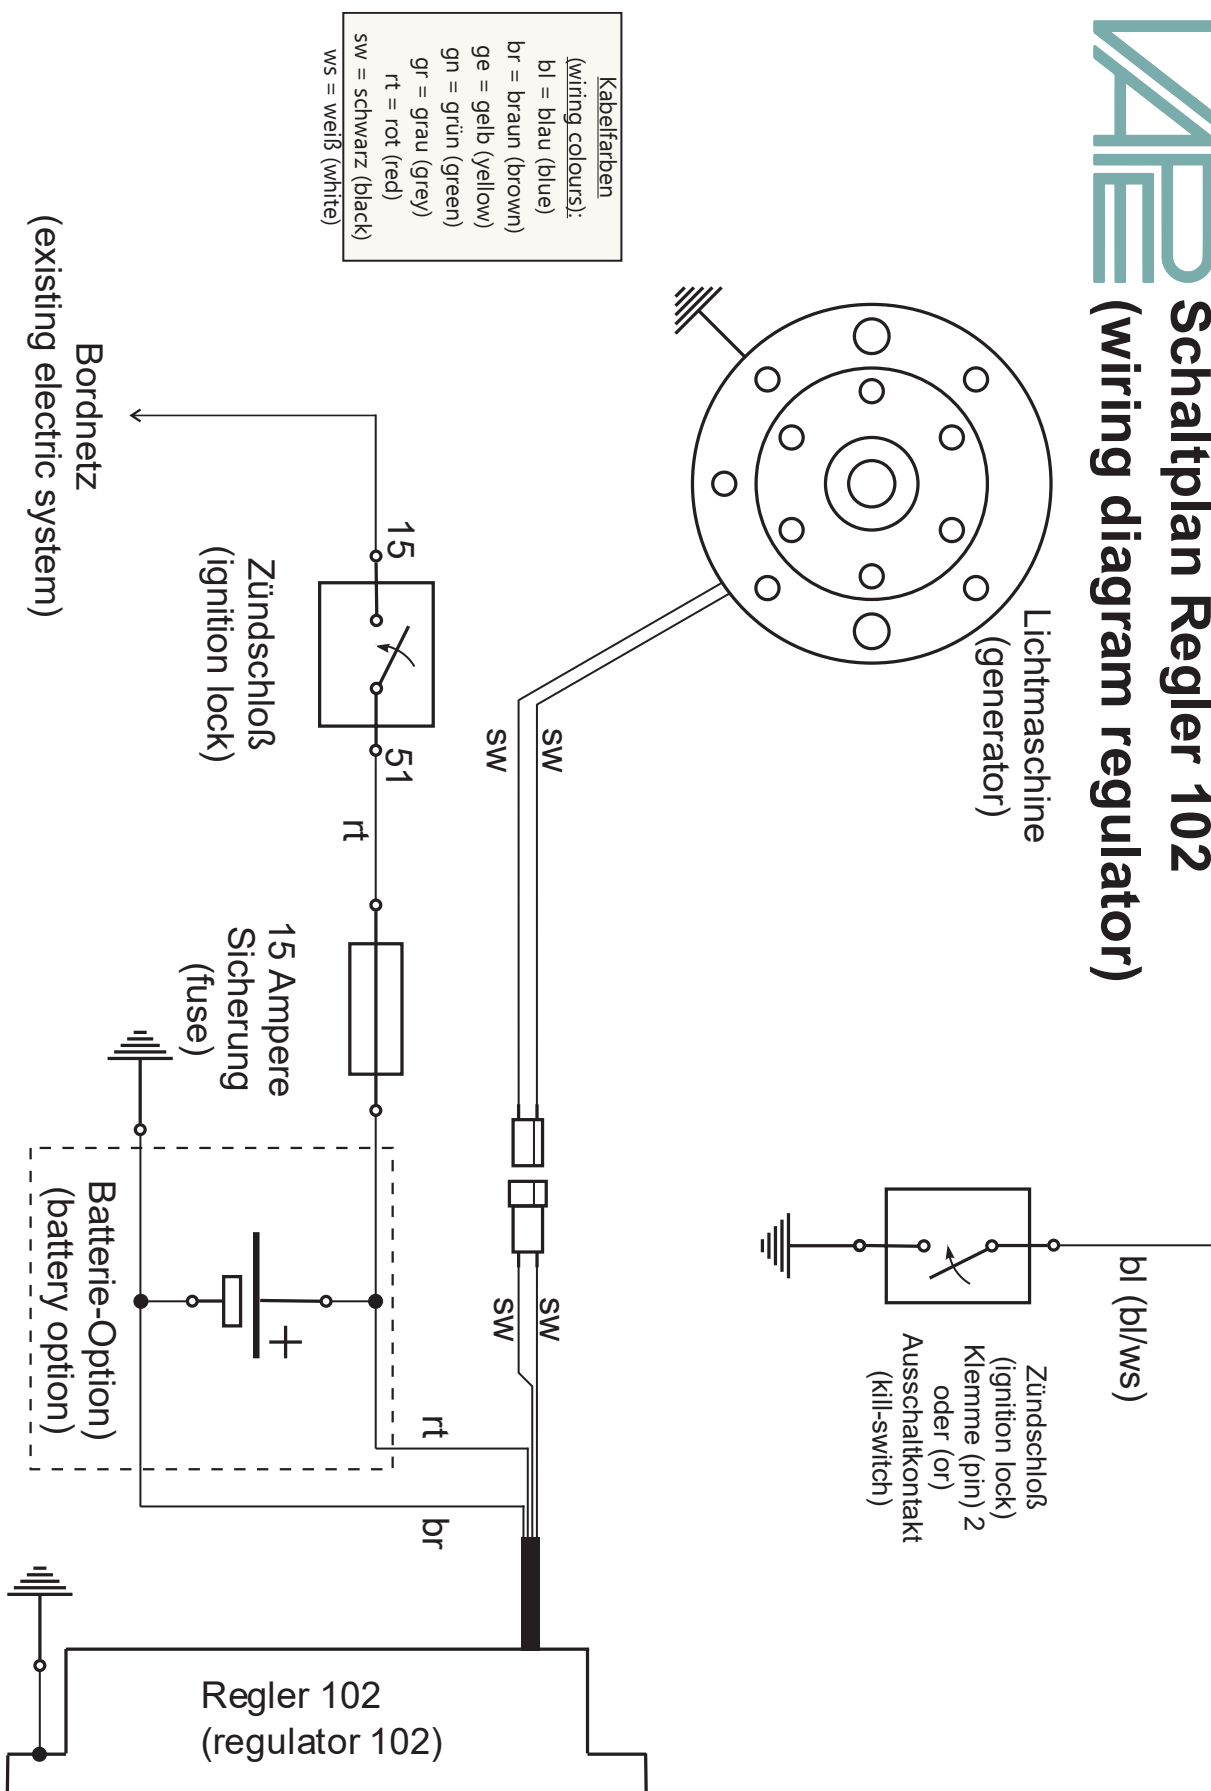 VAPE
Schaltplan Regler 102
(wiring diagram regulator)
Kabelfarben
(wiring colours):
bl = blau (blue)
br = braun (brown)
ge = gelb (yellow)
gn = grün (green)
gr = grau (grey)
rt = rot (red)
sw = schwarz (black)
ws = weiß (white)
Lichtmaschine
(generator)
bl (bl/ws)
Zündschloß
(ignition lock)
Klemme (pin) 2
oder (or)
Ausschaltkontakt
(kill-switch)
sw
sw
sw
sw
15
51
Zündschloß
(ignition lock)
rt
15 Ampere
Sicherung
(fuse)
Bordnetz
(existing electric system)
+
Batterie-Option)
(battery option)
rt
br
Regler 102
(regulator 102)